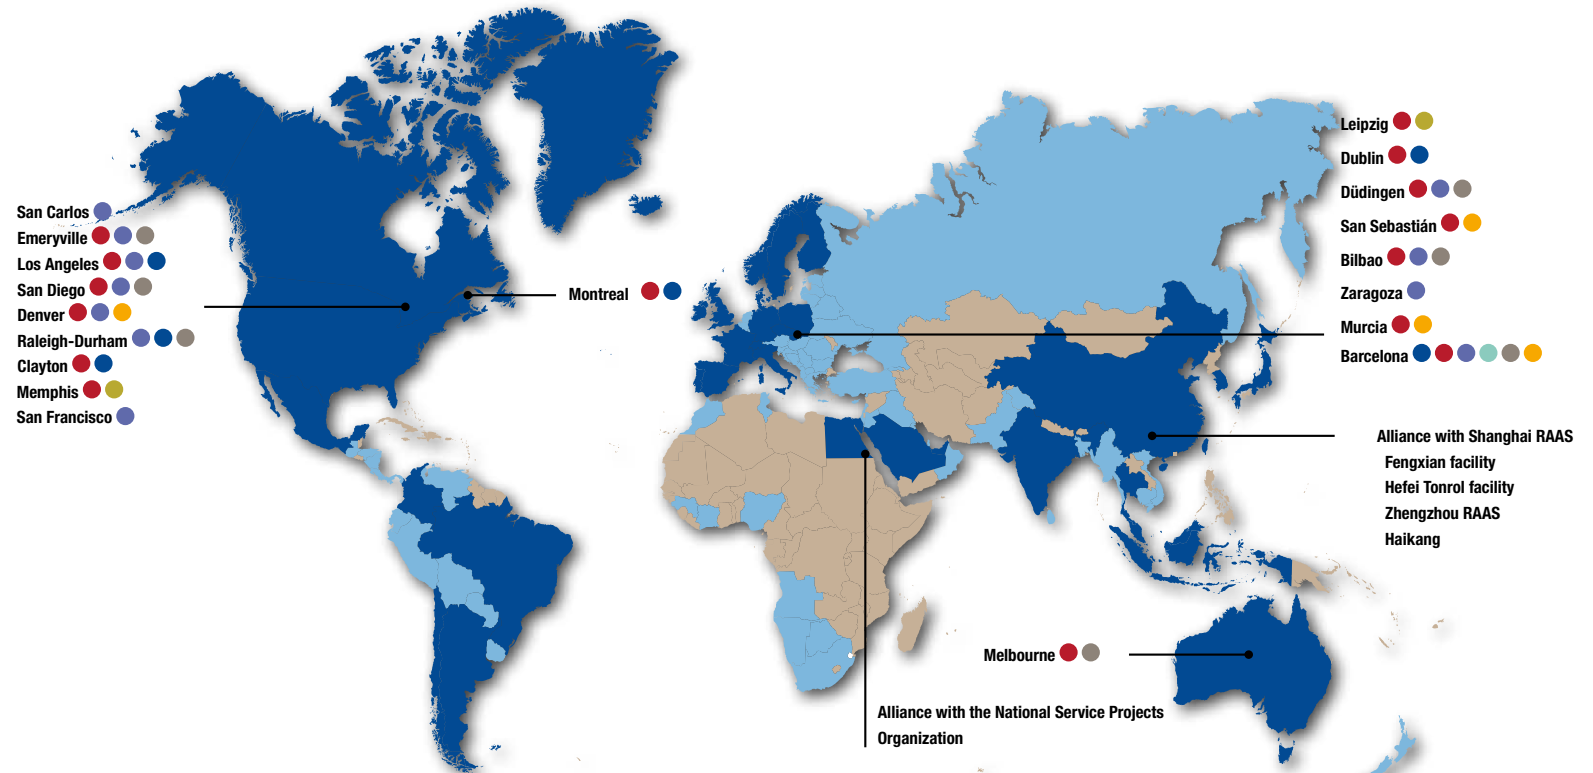 San Carlos
Emeryville
Los Angeles
San Diego
Denver
Raleigh-Durham
Clayton
Memphis
San Francisco
Montreal
Leipzig
Dublin
Düdingen
San Sebastián
Bilbao
Zaragoza
Murcia
Barcelona
Alliance with Shanghai RAAS
Fengxian facility
Hefei Tonrol facility
Zhengzhou RAAS
Haikang
Melbourne
Alliance with the National Service Projects
Organization